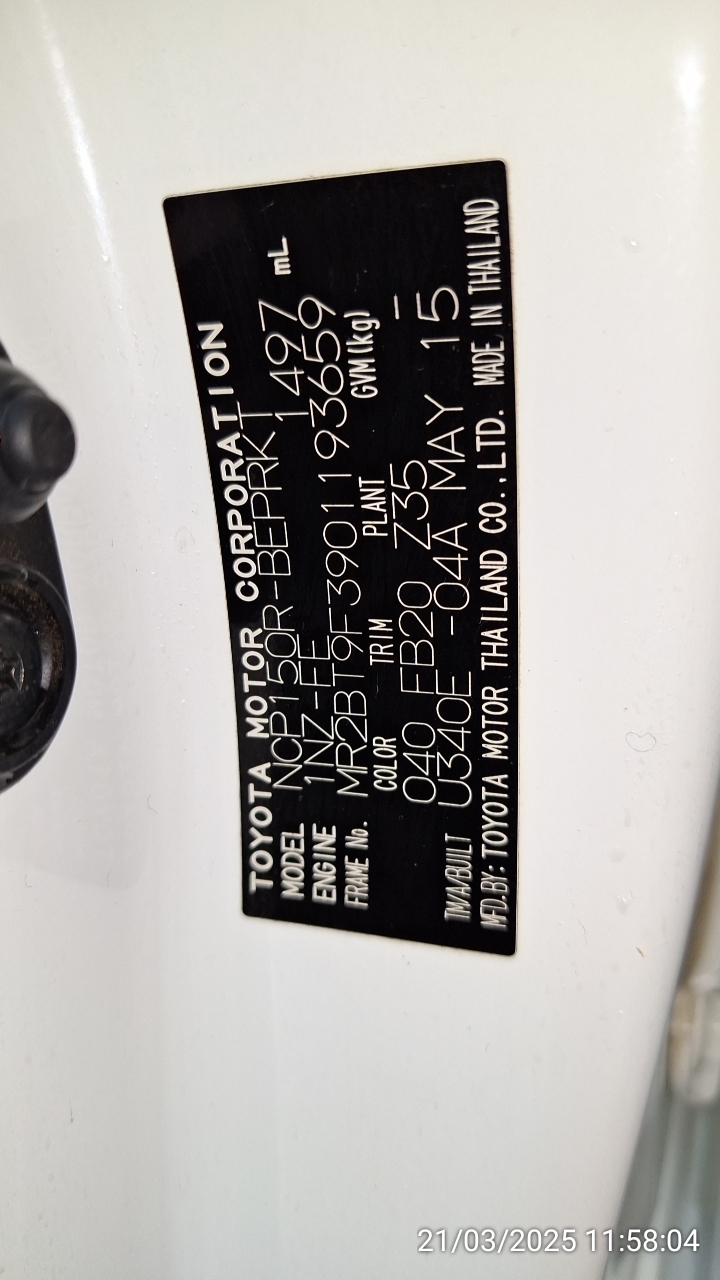 TOYOTA MOTOR CORPORATION
MODEL NCP150R-BEPRKT
ENGINE 1NZ-FE 1497 mL
FRAME No. MR2BT9F3901193659
COLOR TRIM PLANT GVM(kg)
040 FB20 Z35 —
TM/A/BUILT U340E -04A MAY 15
MFD.BY: TOYOTA MOTOR THAILAND CO.,LTD. MADE IN THAILAND
21/03/2025 11:58:04